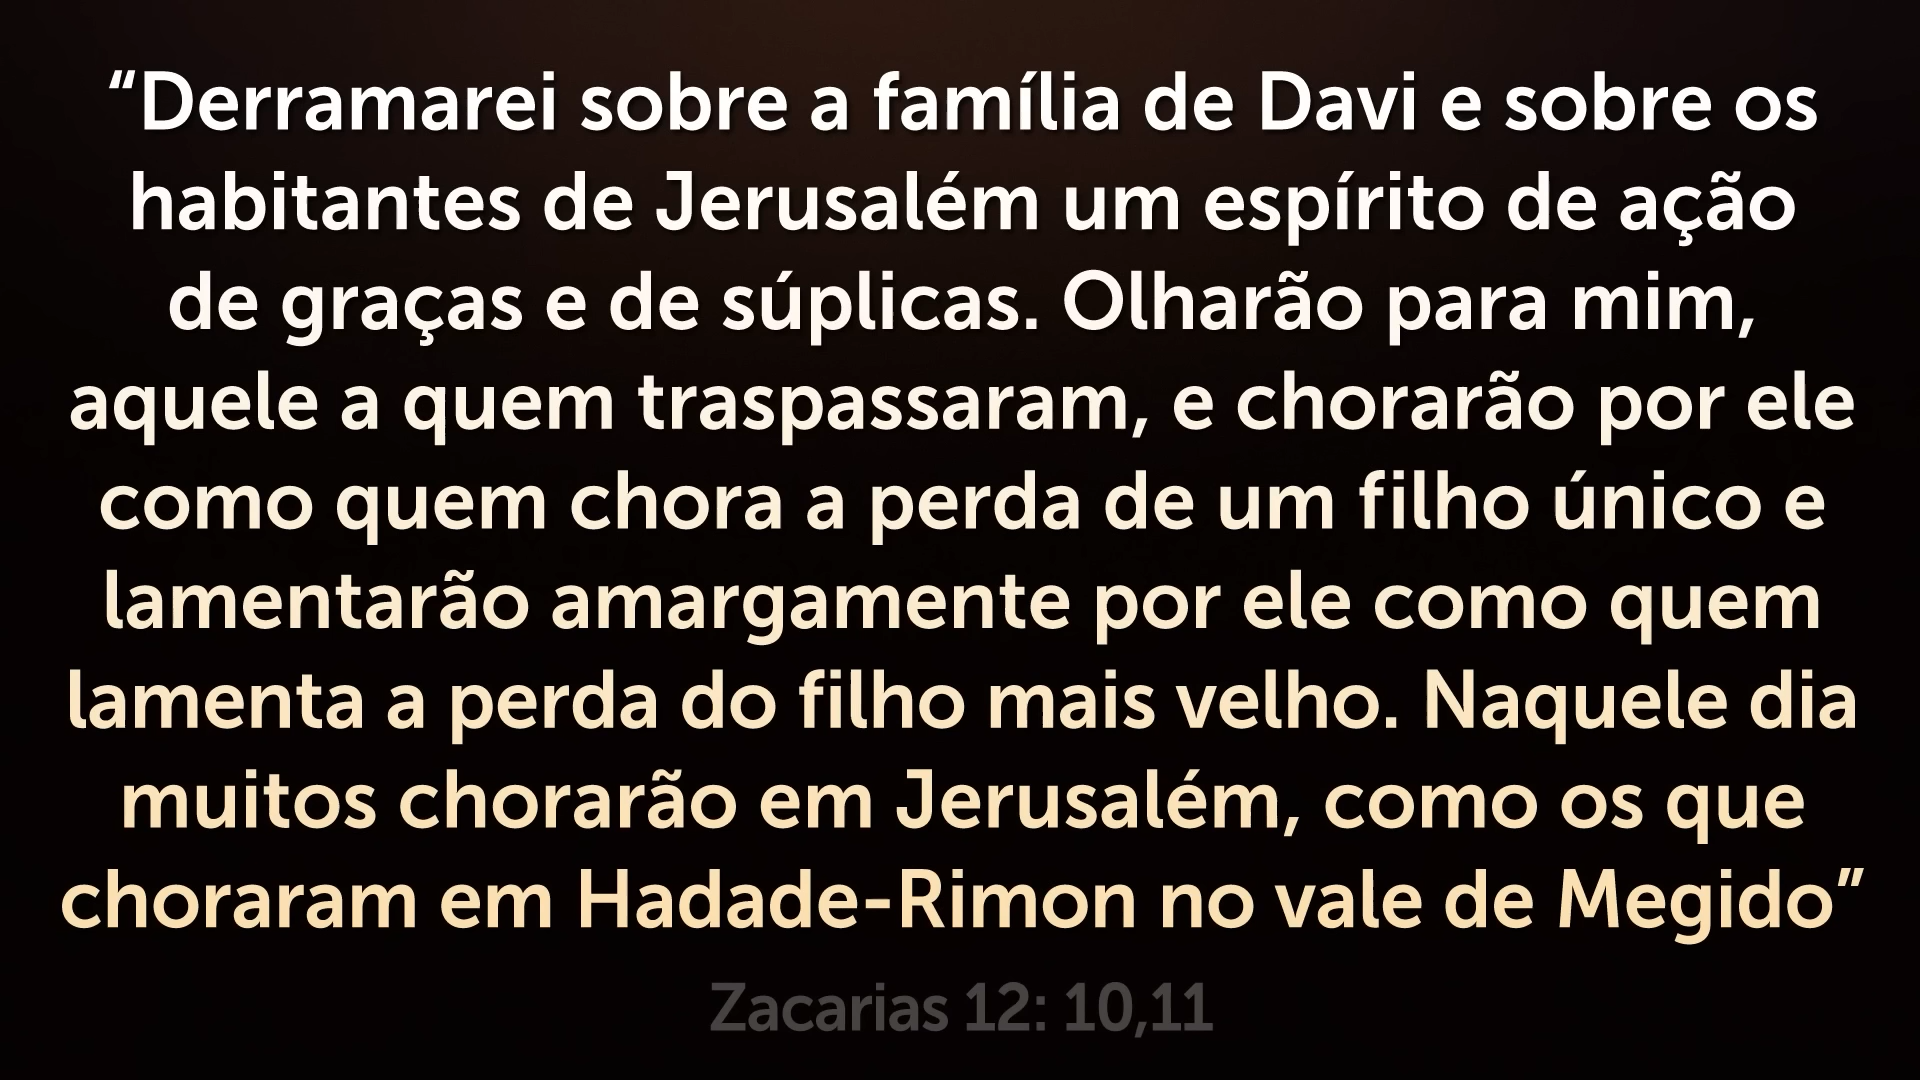 “Derramarei sobre a família de Davi e sobre os
habitantes de Jerusalém um espírito de ação
de graças e de súplicas. Olharão para mim,
aquele a quem traspassaram, e chorarão por ele
como quem chora a perda de um filho único e
lamentarão amargamente por ele como quem
lamenta a perda do filho mais velho. Naquele dia
muitos chorarão em Jerusalém, como os que
choraram em Hadade-Rimon no vale de Megido”
Zacarias 12: 10,11